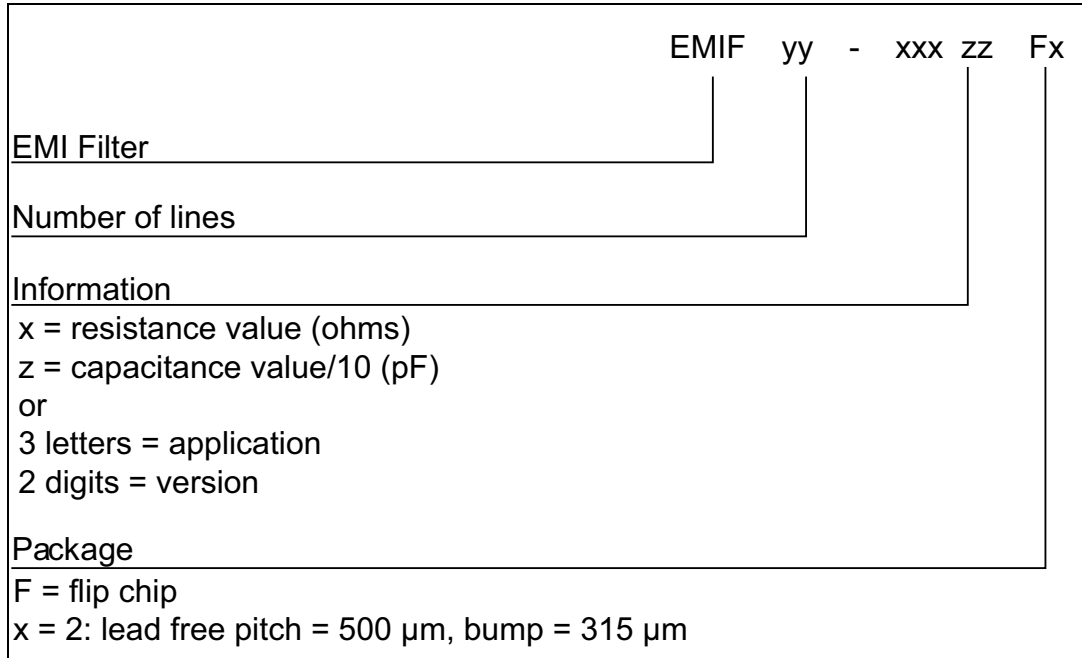 EMIF yy - xxx zz Fx
EMI Filter
Number of lines
Information
x = resistance value (ohms)
z = capacitance value/10 (pF)
or
3 letters = application
2 digits = version
Package
F = flip chip
x = 2: lead free pitch = 500 µm, bump = 315 µm